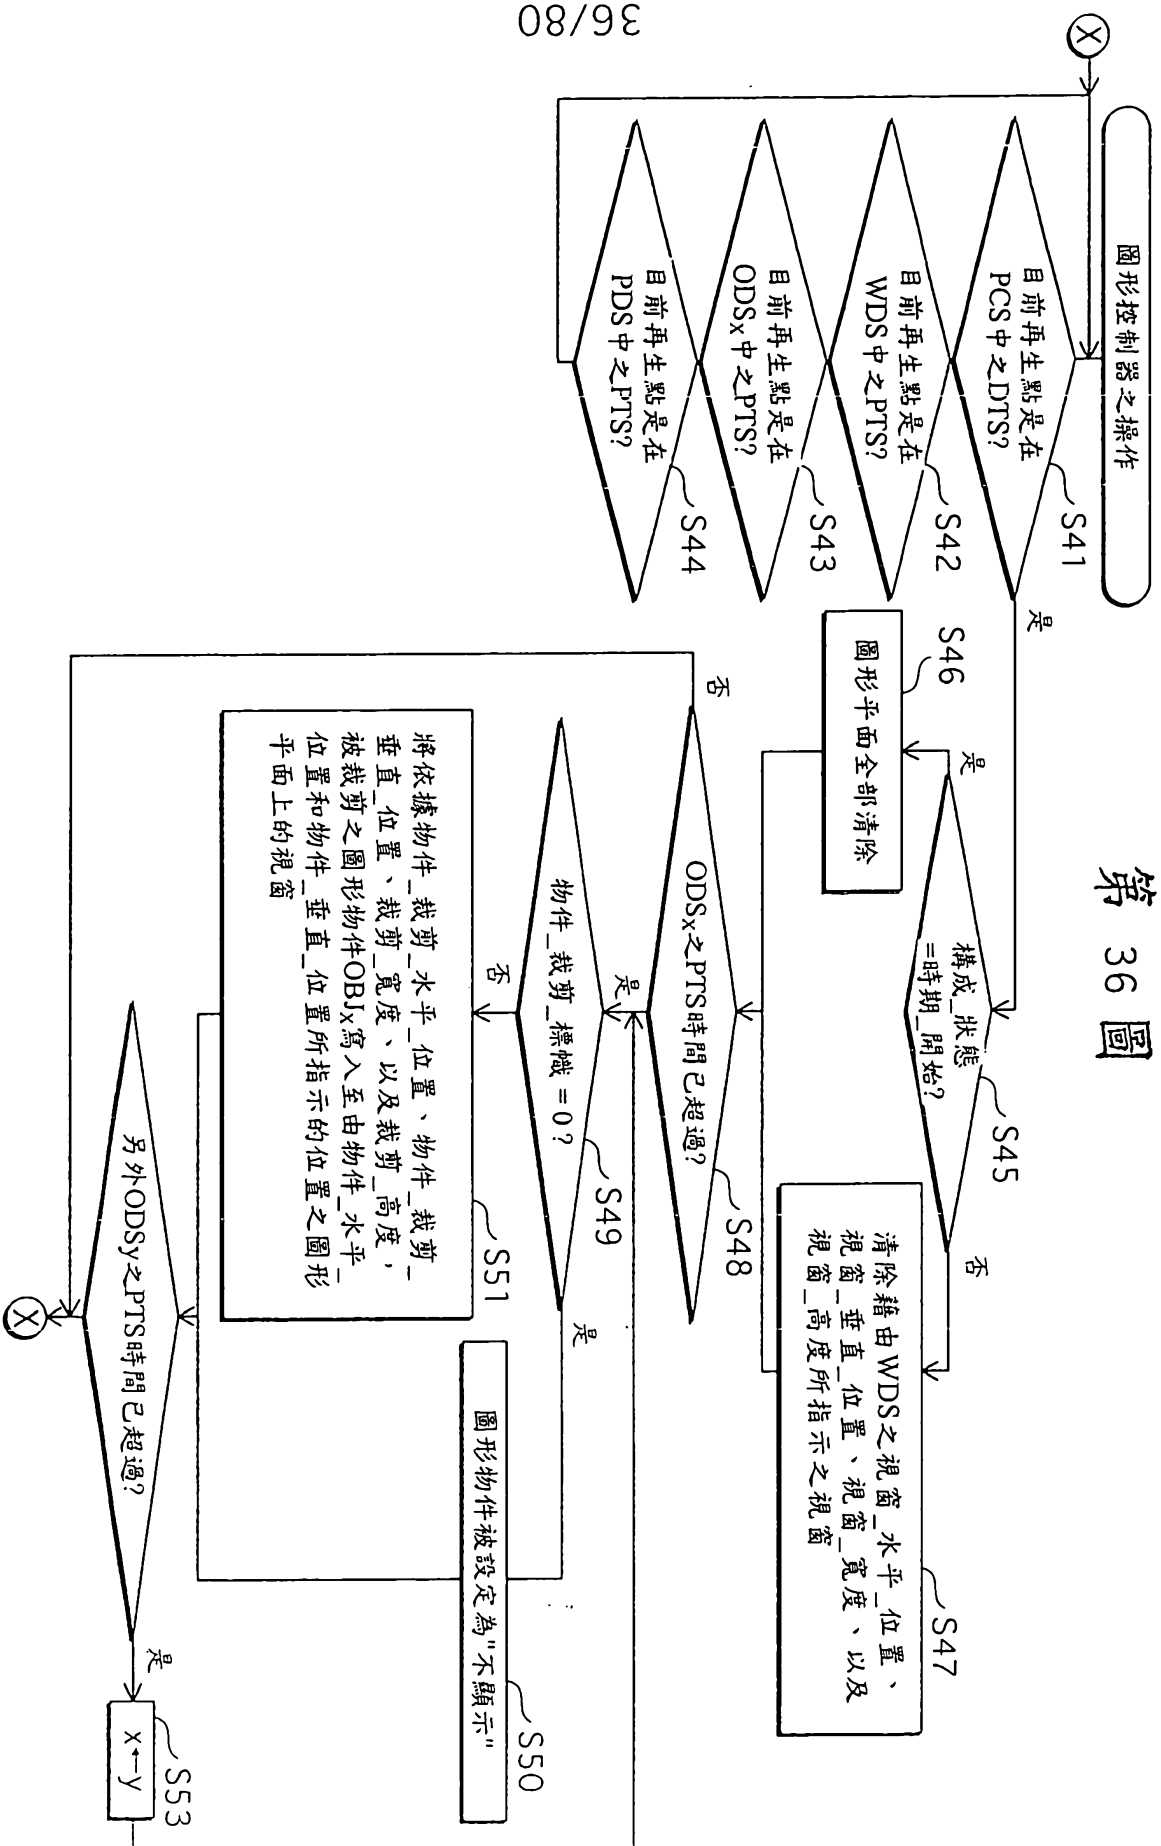 36/80
第 36 圖
X
圖形控制器之操作
目前再生點是在
PCS中之DTS?
S41
是
目前再生點是在
WDS中之PTS?
S42
目前再生點是在
ODSx中之PTS?
S43
目前再生點是在
PDS中之PTS?
S44
構成_狀態
=時期_開始?
S45
是
否
圖形平面全部清除
S46
清除藉由WDS之視窗_水平_位置、
視窗_垂直_位置、視窗_寬度、以及
視窗_高度所指示之視窗
S47
ODSx之PTS時間已超過?
S48
否
是
物件_裁剪_標幟=0?
S49
否
是
圖形物件被設定為"不顯示"
S50
將依據物件_裁剪_水平_位置、物件_裁剪_
垂直_位置、裁剪_寬度、以及裁剪_高度,
被裁剪之圖形物件OBJx寫入至由物件_水平_
位置和物件_垂直_位置所指示的位置之圖形
平面上的視窗
S51
另外ODSy之PTS時間已超過?
是
x←y
S53
X